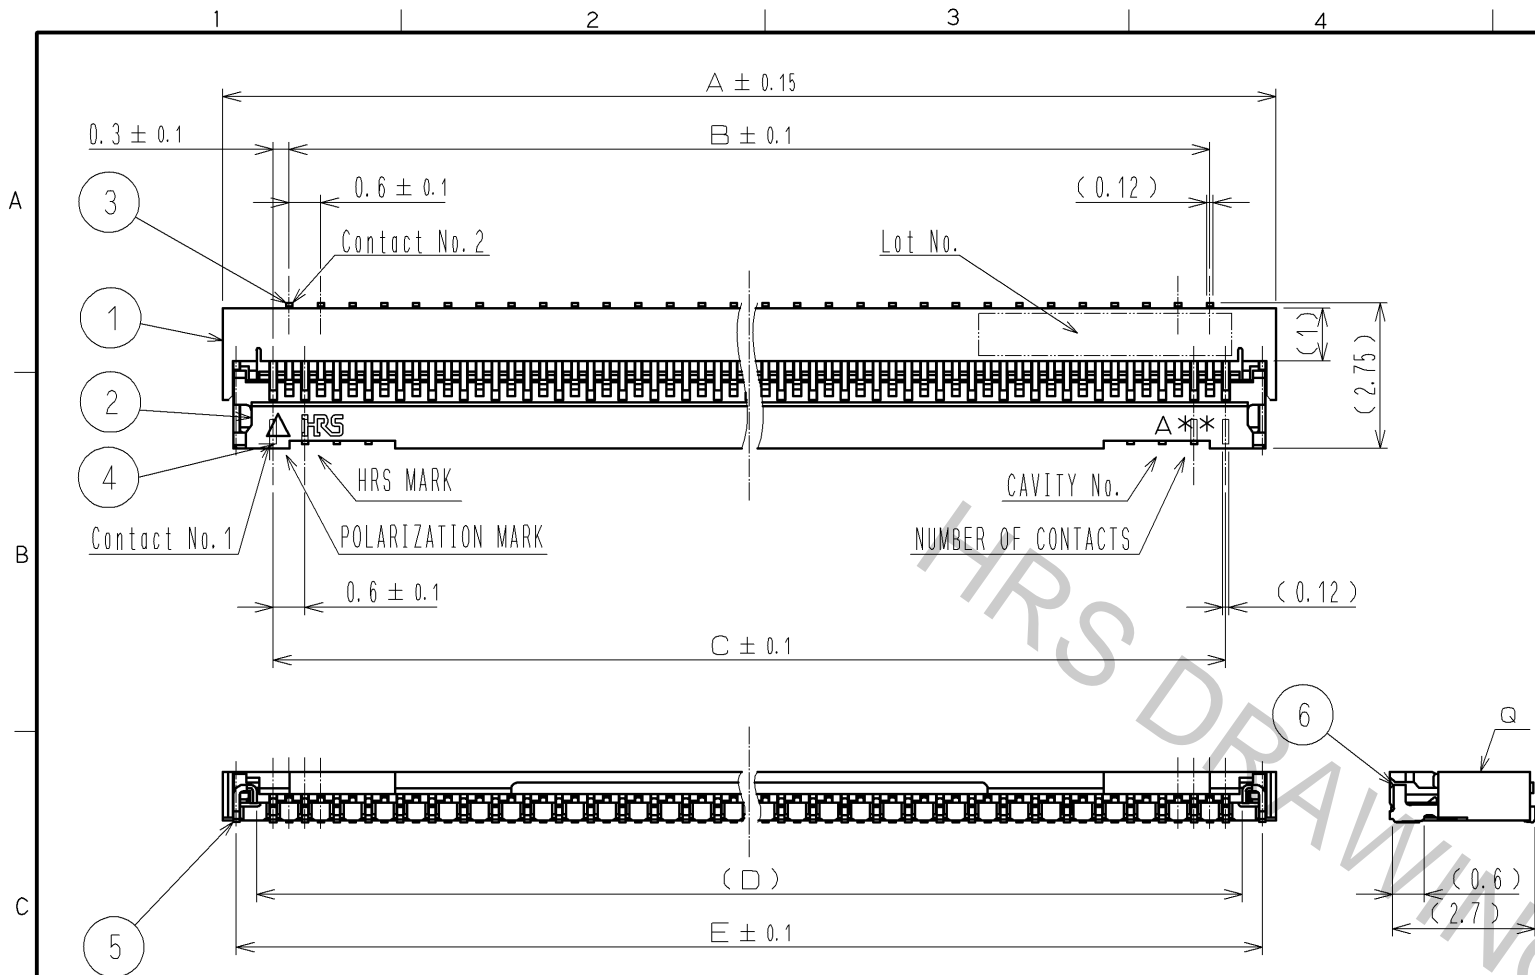 1 2 3 4
A ± 0.15
0.3 ± 0.1
B ± 0.1
3
0.6 ± 0.1
(0.12)
A
Contact No.2
Lot No.
1
(1)
(2.75)
2
HRS
A**
4
HRS MARK
CAVITY No.
Contact No.1
POLARIZATION MARK
NUMBER OF CONTACTS
B
0.6 ± 0.1
(0.12)
C ± 0.1
HRS DRAWING
6
Q
(D)
(0.6)
C
(2.7)
E ± 0.1
5